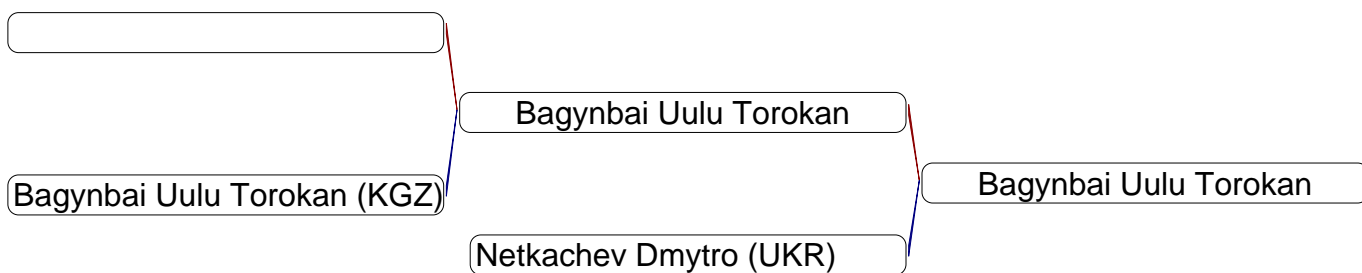 Bagynbai Uulu Torokan
Bagynbai Uulu Torokan (KGZ)
Bagynbai Uulu Torokan
Netkachev Dmytro (UKR)